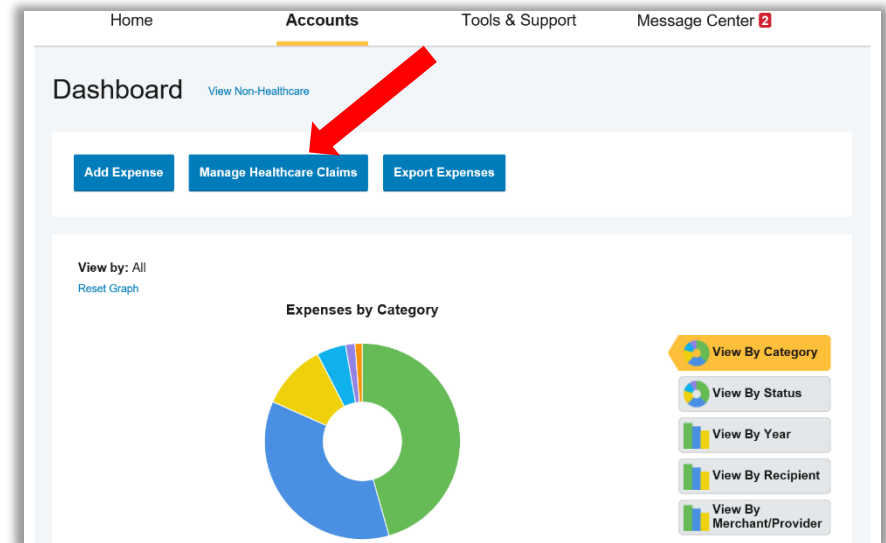 Home Accounts Tools & Support Message Center 2
Dashboard View Non-Healthcare
Add Expense Manage Healthcare Claims Export Expenses
View by: All
Reset Graph
Expenses by Category
View By Category
View By Status
View By Year
View By Recipient
View By
Merchant/Provider